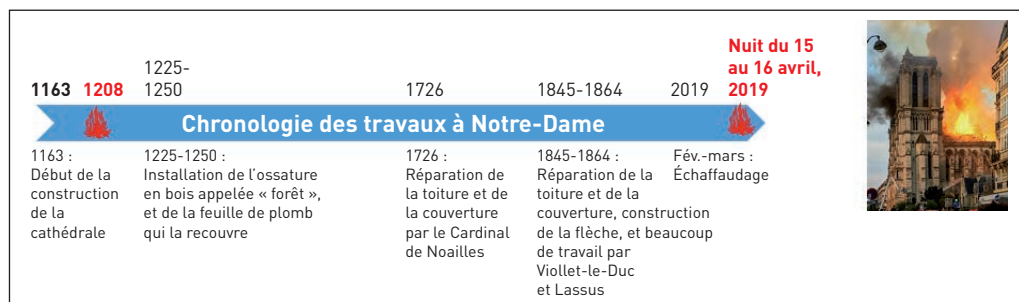 Nuit du 15
au 16 avril,
2019
1163
1208
1225-
1250
1726
1845-1864
2019
Chronologie des travaux à Notre-Dame
1163 :
Début de la
construction
de la
cathédrale
1225-1250 :
Installation de l'ossature
en bois appelée « forêt »,
et de la feuille de plomb
qui la recouvre
1726 :
Réparation de
la toiture et de
la couverture
par le Cardinal
de Noailles
1845-1864 :
Réparation de la
toiture et de la
couverture, construction
de la flèche, et beaucoup
de travail par
Viollet-le-Duc
et Lassus
Fév.-mars :
Échaffaudage